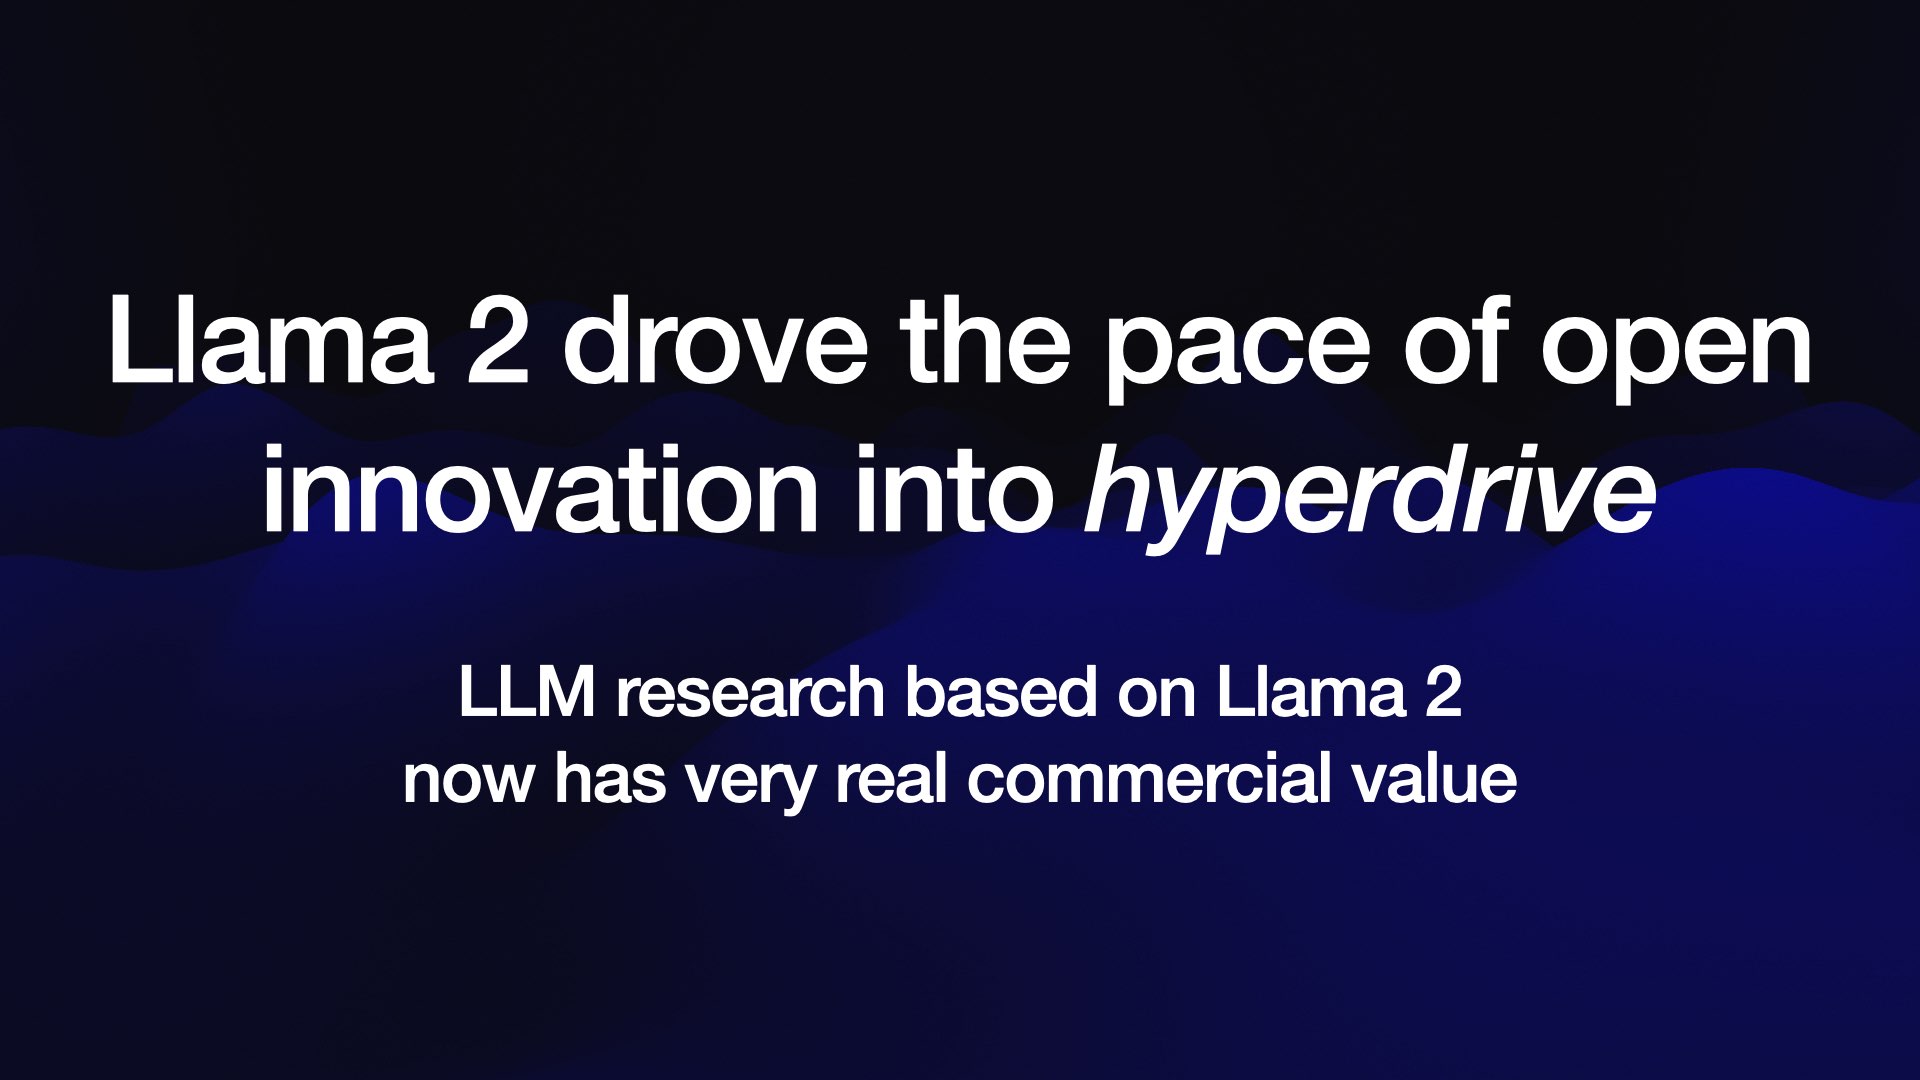 Llama 2 drove the pace of open
innovation into hyperdrive
LLM research based on Llama 2
now has very real commercial value